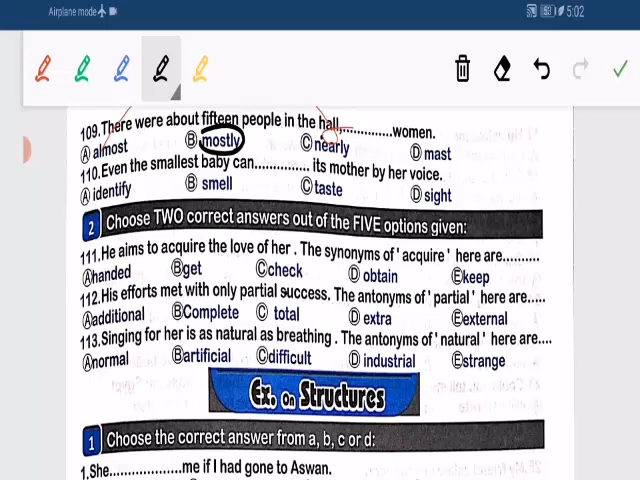 Airplane mode 93 5:02
109.There were about fifteen people in the hall,..............women.
Ⓐ almost Ⓑ mostly Ⓒ nearly Ⓓ mast
110.Even the smallest baby can.............. its mother by her voice.
Ⓐ identify Ⓑ smell Ⓒ taste Ⓓ sight
2 Choose TWO correct answers out of the FIVE options given:
111.He aims to acquire the love of her . The synonyms of ' acquire ' here are..........
Ⓐhanded Ⓑget Ⓒcheck Ⓓ obtain Ⓔkeep
112.His efforts met with only partial success. The antonyms of ' partial ' here are.....
Ⓐadditional ⒷComplete Ⓒ total Ⓓ extra Ⓔexternal
113.Singing for her is as natural as breathing . The antonyms of ' natural ' here are....
Ⓐnormal Ⓑartificial Ⓒdifficult Ⓓ industrial Ⓔstrange
Ex. On Structures
1 Choose the correct answer from a, b, c or d:
1.She...................me if I had gone to Aswan.